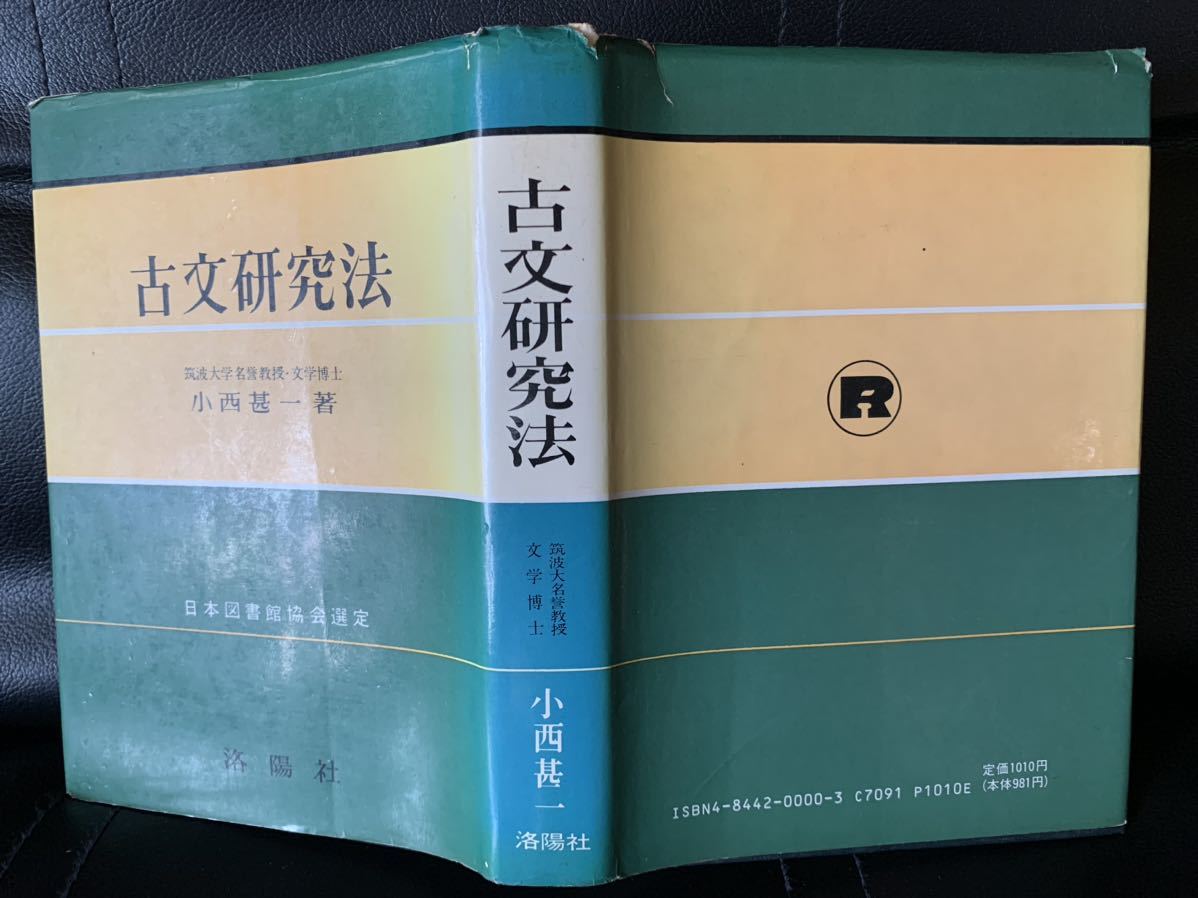 古文研究法
筑波大学名誉教授・文学博士
小西甚一著
日本図書館協会選定
洛陽社
古文研究法
筑波大名誉教授
文学博士
小西甚一
洛陽社
R
定価1010円
(本体981円)
ISBN4-8442-0000-3 C7091 P1010E